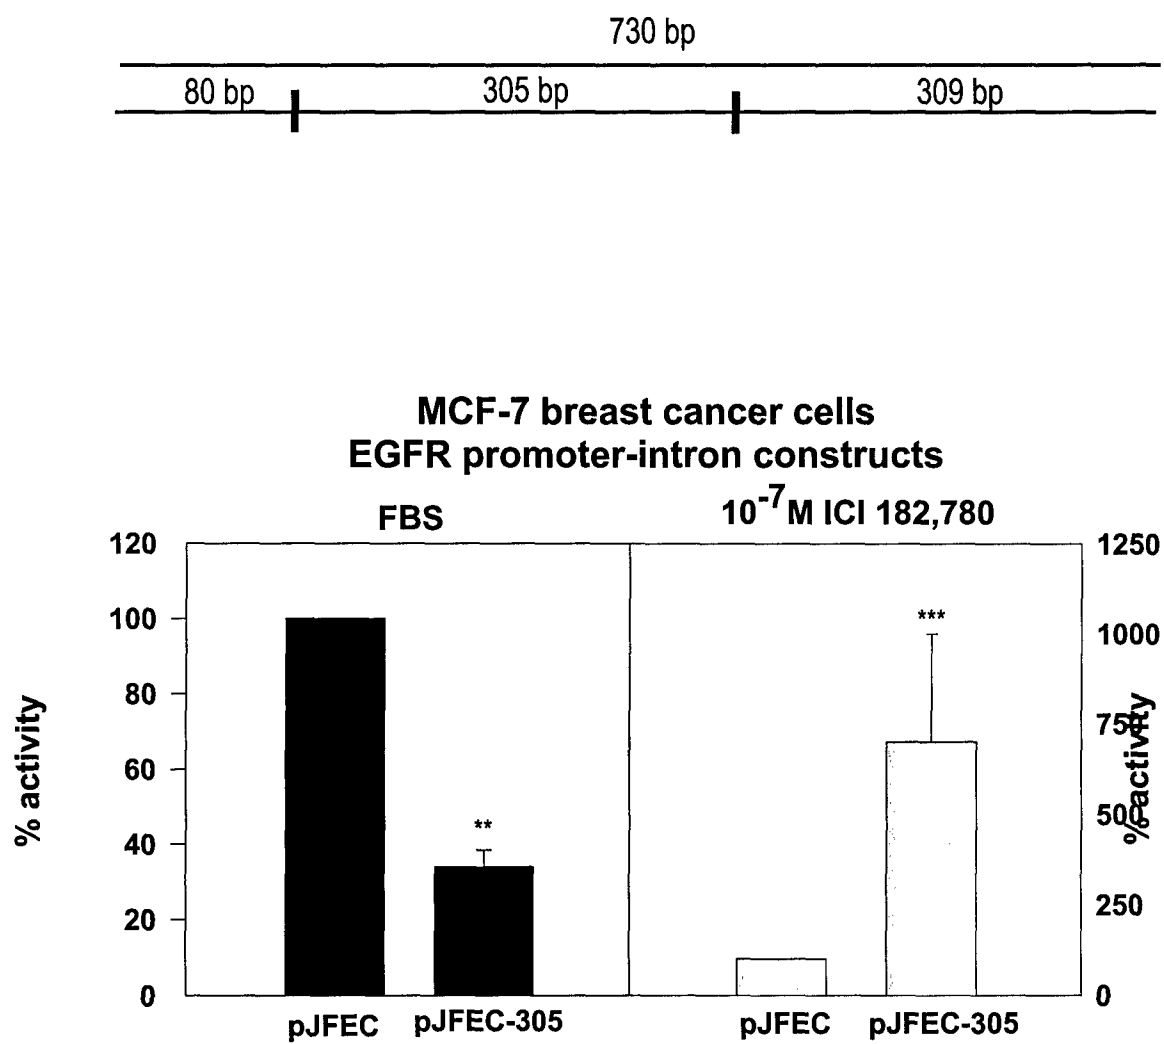 730 bp
80 bp 305 bp 309 bp
MCF-7 breast cancer cells
EGFR promoter-intron constructs
FBS
10⁻⁷M ICI 182,780
120
100
80
60
40
20
0
% activity
**
***
1250
1000
750
500
250
0
% activity
pJFEC pJFEC-305 pJFEC pJFEC-305